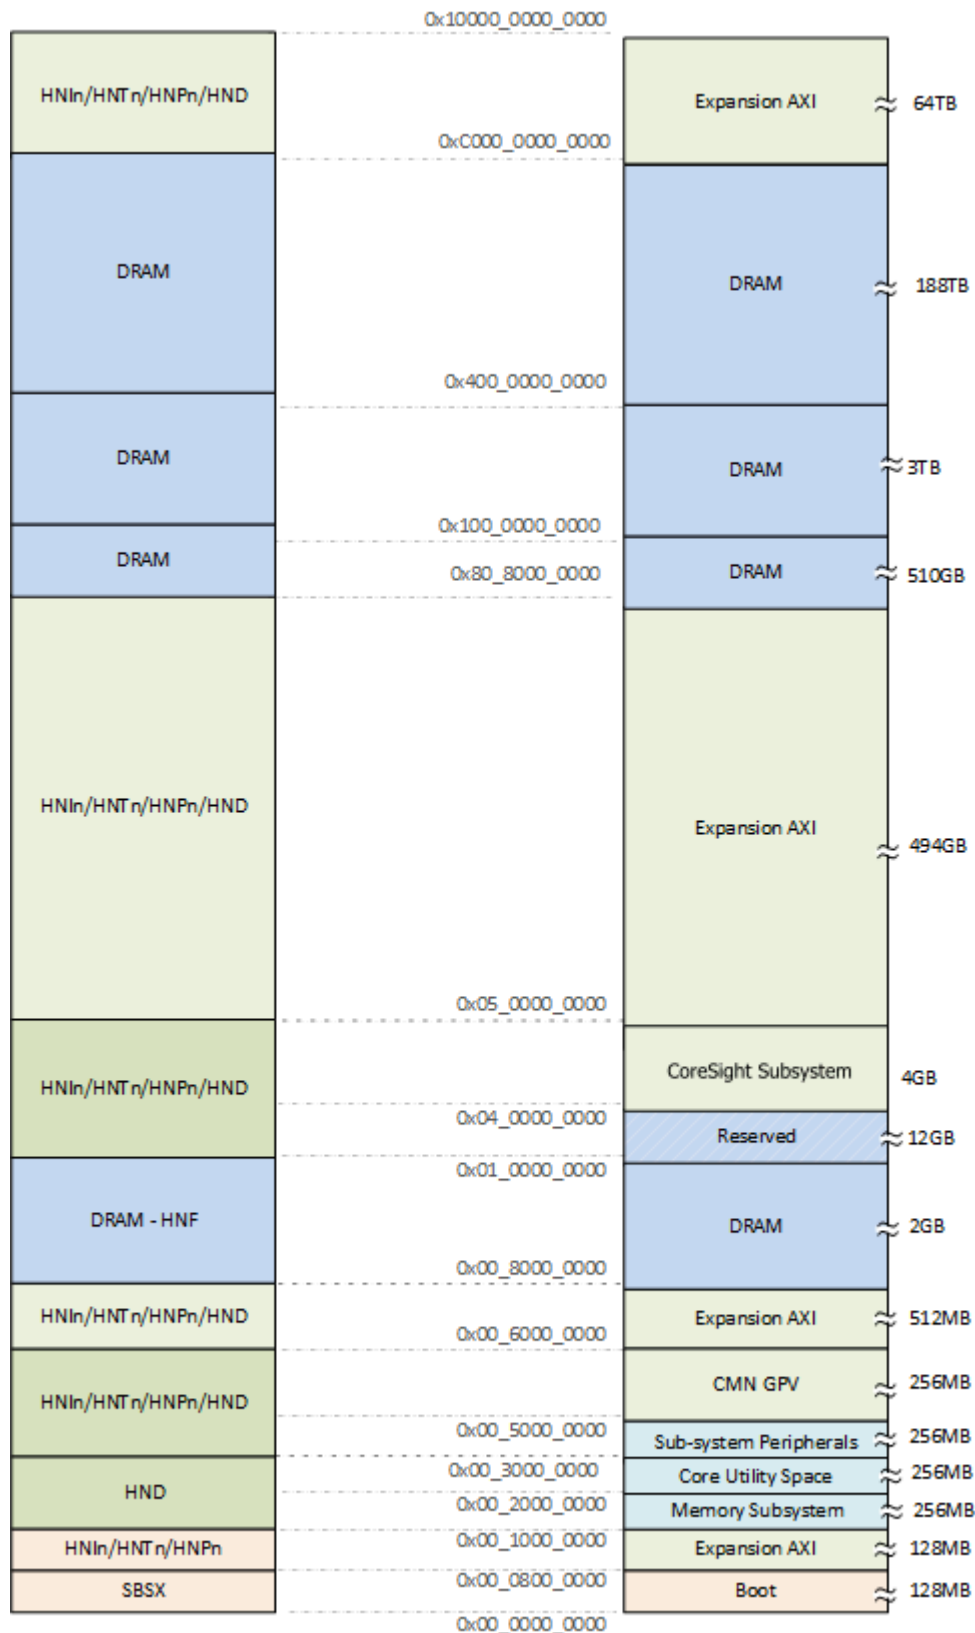 0x10000_0000_0000
HNIn/HNTn/HNPn/HND
Expansion AXI
64TB
0xC000_0000_0000
DRAM
DRAM
188TB
0x400_0000_0000
DRAM
DRAM
3TB
0x100_0000_0000
DRAM
0x80_8000_0000
DRAM
510GB
HNIn/HNTn/HNPn/HND
Expansion AXI
494GB
0x05_0000_0000
HNIn/HNTn/HNPn/HND
CoreSight Subsystem
4GB
0x04_0000_0000
Reserved
12GB
0x01_0000_0000
DRAM - HNF
DRAM
2GB
0x00_8000_0000
HNIn/HNTn/HNPn/HND
Expansion AXI
512MB
0x00_6000_0000
HNIn/HNTn/HNPn/HND
CMN GPV
256MB
0x00_5000_0000
Sub-system Peripherals
256MB
0x00_3000_0000
Core Utility Space
256MB
HND
0x00_2000_0000
Memory Subsystem
256MB
0x00_1000_0000
HNIn/HNTn/HNPn
Expansion AXI
128MB
0x00_0800_0000
SBSX
Boot
128MB
0x00_0000_0000